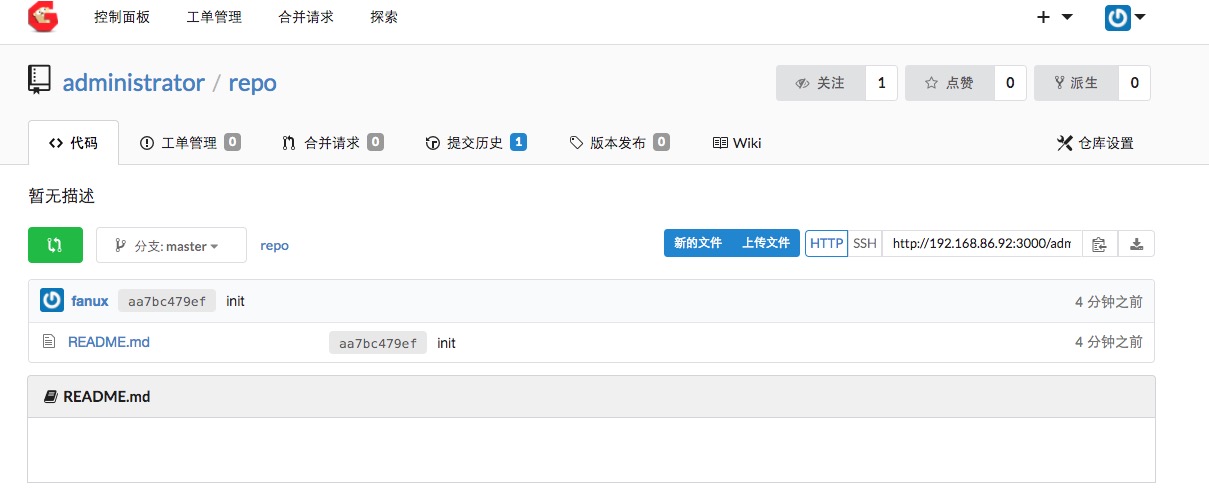 控制面板 工单管理 合并请求 探索
administrator / repo 关注 1 点赞 0 派生 0
代码 工单管理 0 合并请求 0 提交历史 1 版本发布 0 Wiki 仓库设置
暂无描述
分支: master repo 新的文件 上传文件 HTTP SSH http://192.168.86.92:3000/adm
fanux aa7bc479ef init 4 分钟之前
README.md aa7bc479ef init 4 分钟之前
README.md